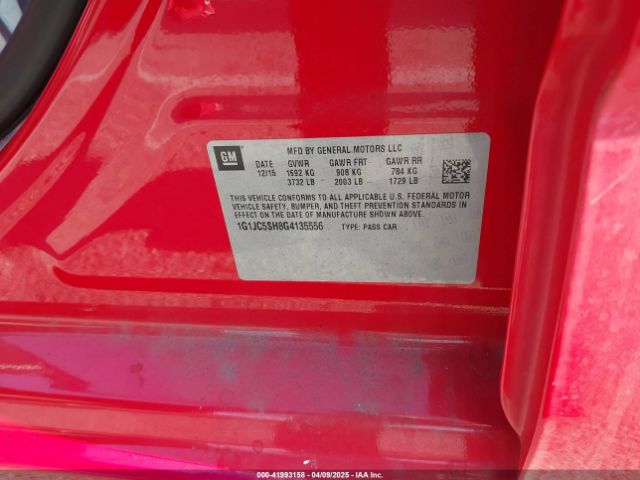 GM
MFD BY GENERAL MOTORS LLC
DATE GVWR GAWR FRT GAWR RR
12/15 1692 KG 908 KG 784 KG
3732 LB 2003 LB 1729 LB
THIS VEHICLE CONFORMS TO ALL APPLICABLE U.S. FEDERAL MOTOR
VEHICLE SAFETY, BUMPER, AND THEFT PREVENTION STANDARDS
IN EFFECT ON THE DATE OF MANUFACTURE SHOWN ABOVE.
1G1JC5SH8G4135556 TYPE: PASS CAR
000-41993158 - 04/09/2025 - IAA Inc.